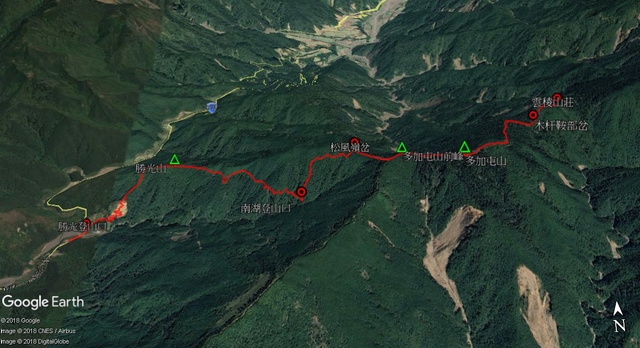 雲稜山莊
木杆鞍部岔
松風嶺岔
多加屯山前峰
多加屯山
勝光山
南湖登山口
勝光登山口
Google Earth
©2018 Google
Image © 2018 CNES / Airbus
Image © 2018 DigitalGlobe
N